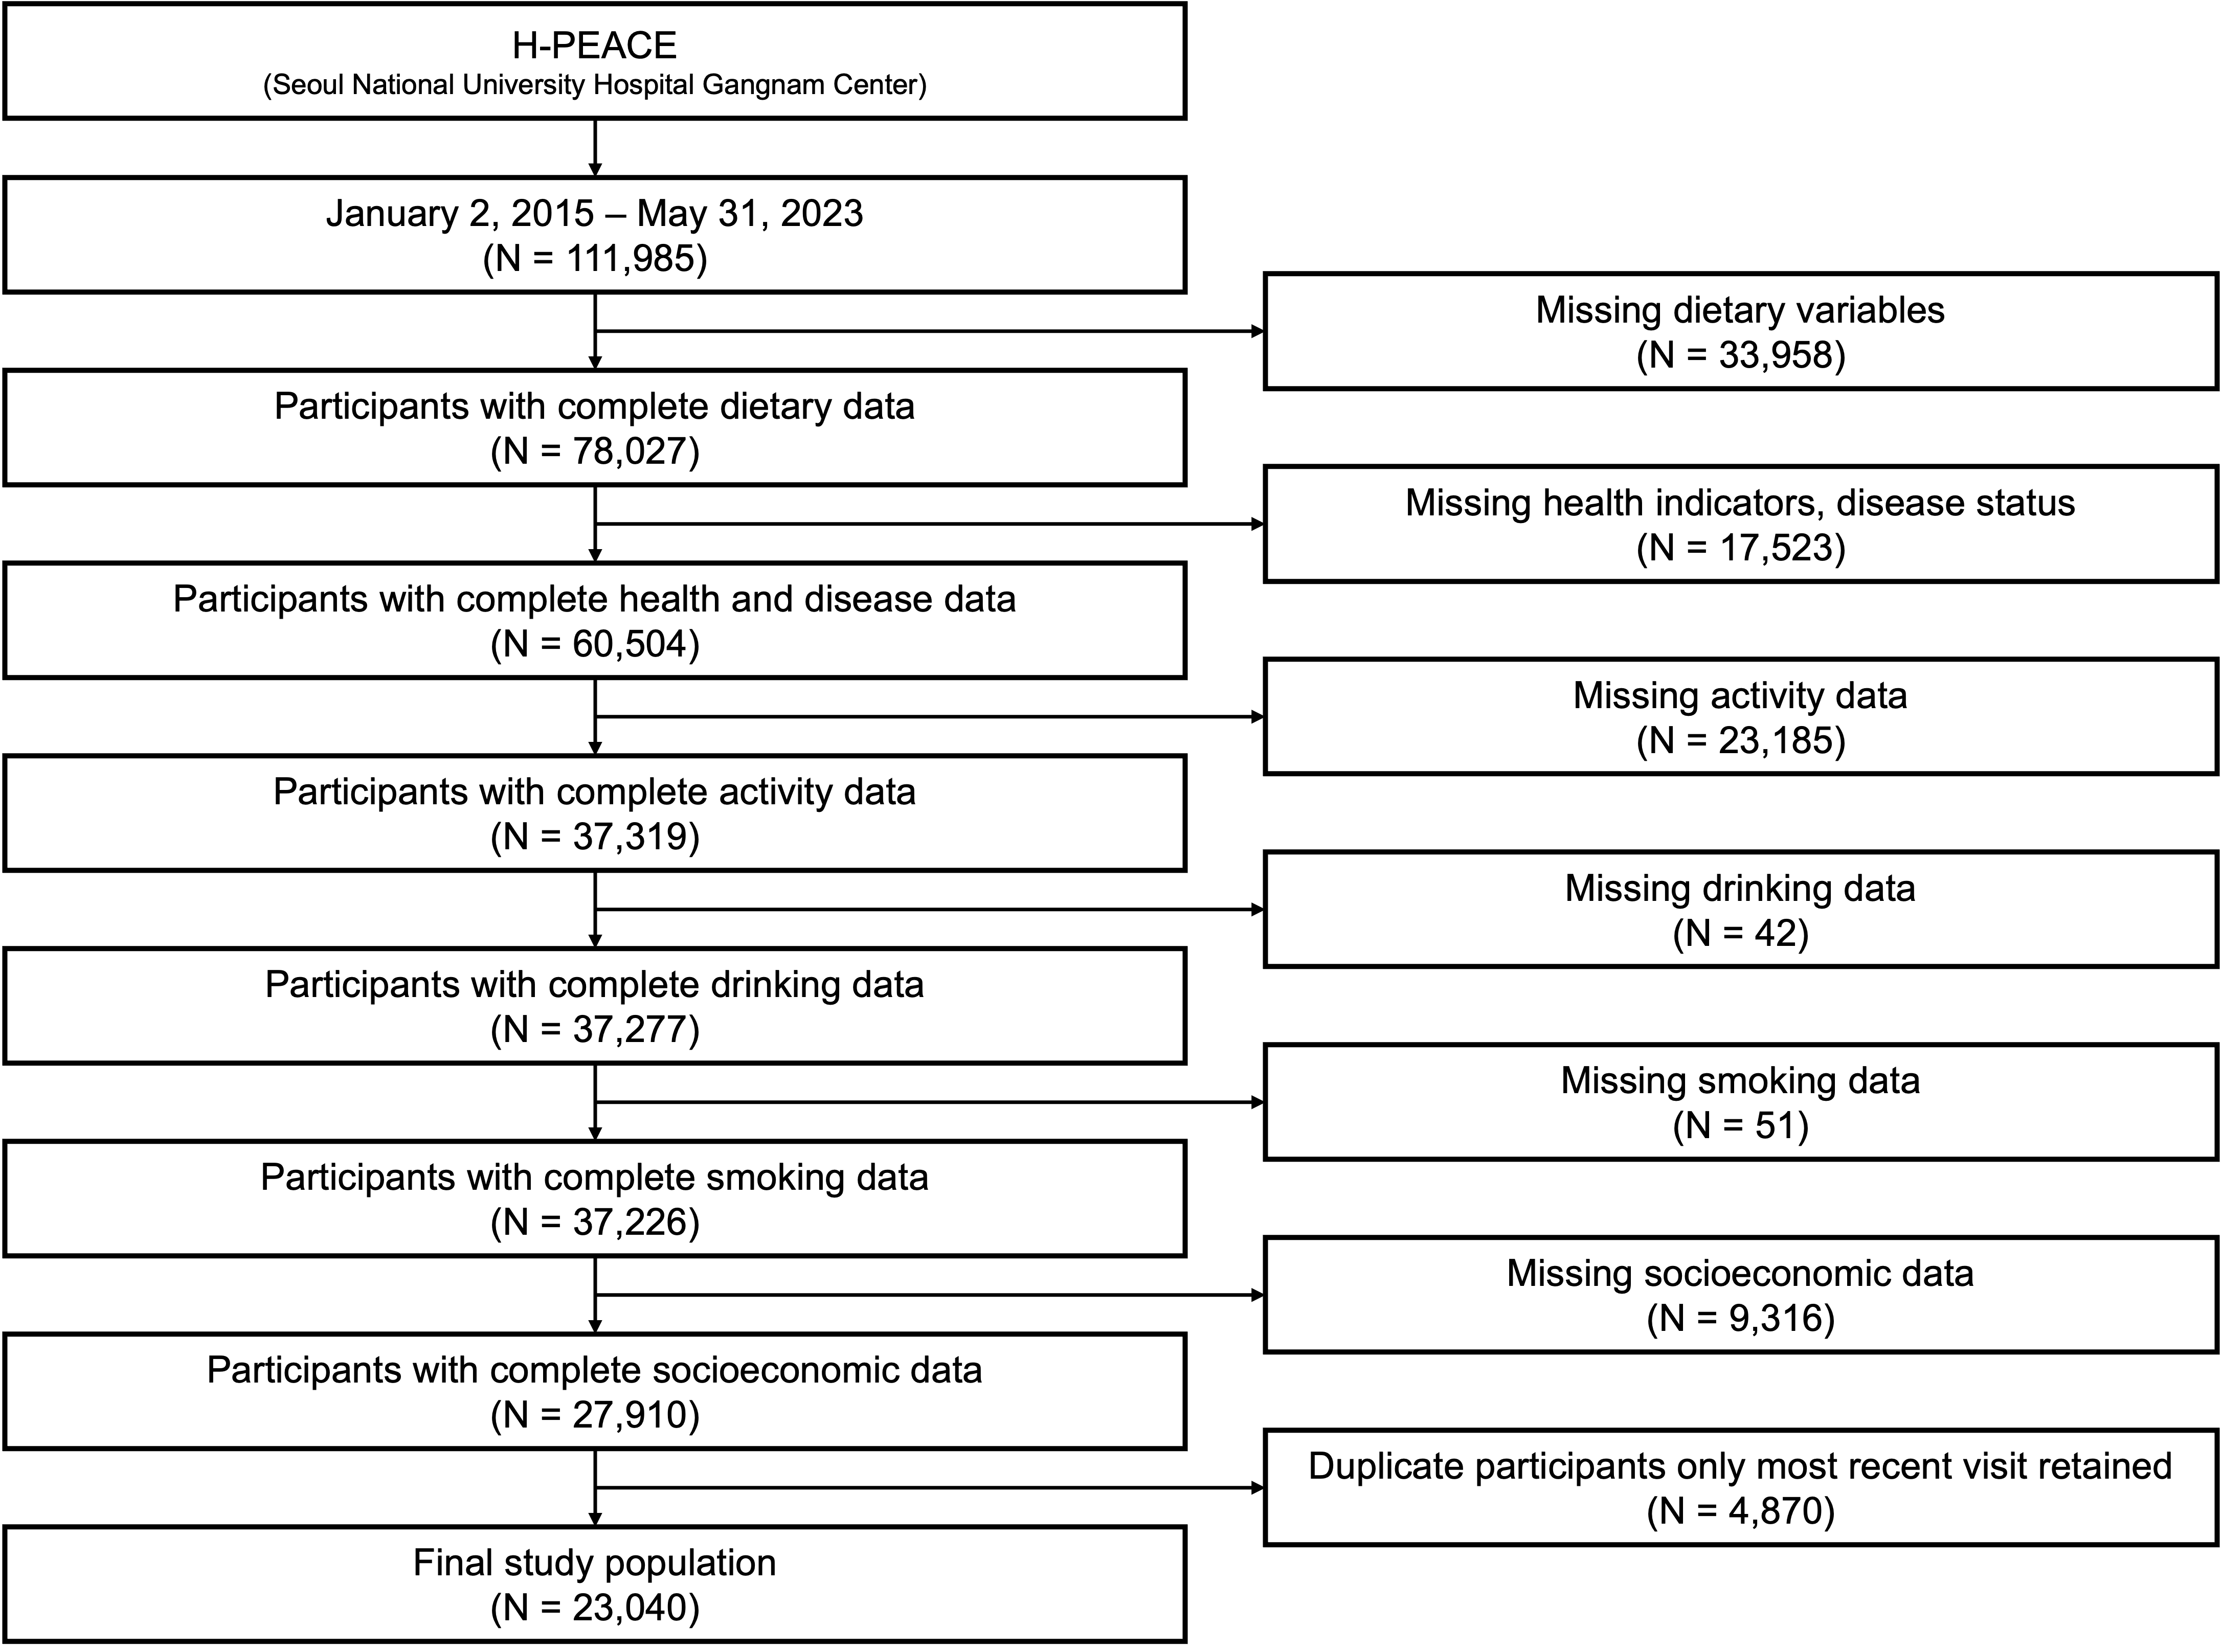 H-PEACE
(Seoul National University Hospital Gangnam Center)
January 2, 2015 – May 31, 2023
(N = 111,985)
Missing dietary variables
(N = 33,958)
Participants with complete dietary data
(N = 78,027)
Missing health indicators, disease status
(N = 17,523)
Participants with complete health and disease data
(N = 60,504)
Missing activity data
(N = 23,185)
Participants with complete activity data
(N = 37,319)
Missing drinking data
(N = 42)
Participants with complete drinking data
(N = 37,277)
Missing smoking data
(N = 51)
Participants with complete smoking data
(N = 37,226)
Missing socioeconomic data
(N = 9,316)
Participants with complete socioeconomic data
(N = 27,910)
Duplicate participants only most recent visit retained
(N = 4,870)
Final study population
(N = 23,040)